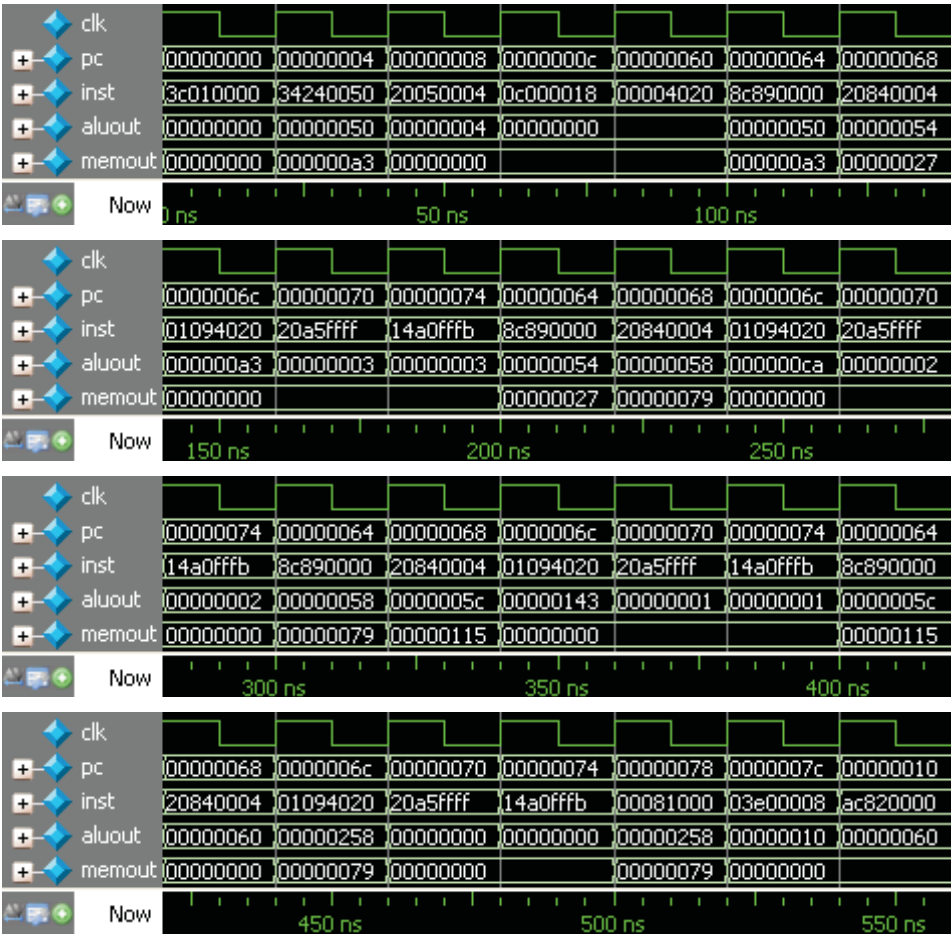 clk
pc 00000000 00000004 00000008 0000000c 00000060 00000064 00000068
inst 3c010000 34240050 20050004 0c000018 00004020 8c890000 20840004
aluout 00000000 00000050 00000004 00000000 00000050 00000054
memout 00000000 000000a3 00000000 000000a3 00000027
Now 0 ns 50 ns 100 ns
clk
pc 0000006c 00000070 00000074 00000064 00000068 0000006c 00000070
inst 01094020 20a5ffff 14a0fffb 8c890000 20840004 01094020 20a5ffff
aluout 000000a3 00000003 00000003 00000054 00000058 000000ca 00000002
memout 00000000 00000027 00000079 00000000
Now 150 ns 200 ns 250 ns
clk
pc 00000074 00000064 00000068 0000006c 00000070 00000074 00000064
inst 14a0fffb 8c890000 20840004 01094020 20a5ffff 14a0fffb 8c890000
aluout 00000002 00000058 0000005c 00000143 00000001 00000001 0000005c
memout 00000000 00000079 00000115 00000000 00000115
Now 300 ns 350 ns 400 ns
clk
pc 00000068 0000006c 00000070 00000074 00000078 0000007c 00000010
inst 20840004 01094020 20a5ffff 14a0fffb 00081000 03e00008 ac820000
aluout 00000060 00000258 00000000 00000000 00000258 00000010 00000060
memout 00000000 00000079 00000000 00000079 00000000
Now 450 ns 500 ns 550 ns